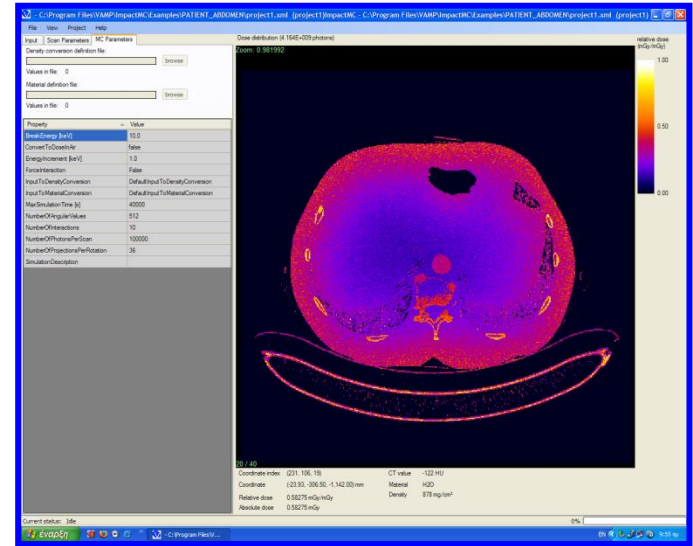 - C:\Program Files\VAMP\ImpactMC\Examples\PATIENT_ABDOMEN\project1.xml (project1)ImpactMC - C:\Program Files\VAMP\ImpactMC\Examples\PATIENT_ABDOMEN\project1.xml (project1)
File View Project Help
Input Scan Parameters MC Parameters
Dose distribution (4.164E+009 photons)
relative dose
(mGy/mGy)
Zoom: 0.981992
Density conversion definition file:
browse
Values in file: 0
Material definition file:
browse
Values in file: 0
Property Value
BreakEnergy [keV] 10.0
ConvertToDoseInAir false
EnergyIncrement [keV] 1.0
ForceInteraction False
InputToDensityConversion DefaultInputToDensityConversion
InputToMaterialConversion DefaultInputToMaterialConversion
MaxSimulationTime [s] 40000
NumberOfAngularValues 512
NumberOfInteractions 10
NumberOfPhotonsPerScan 100000
NumberOfProjectionsPerRotation 36
SimulationDescription
1.00
0.50
0.00
20 / 40
Coordinate index (231, 106, 19) CT value -122 HU
Coordinate (-23.93, -306.50, -1,142.00) mm Material H2O
Relative dose 0.58275 mGy/mGy Density 878 mg/cm³
Absolute dose 0.58275 mGy
Current status: Idle
0%
έναρξη
- C:\Program Files\V...
EN
9:55 πμ